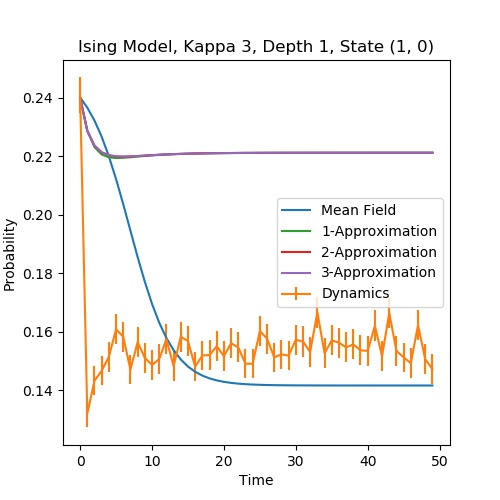 Ising Model, Kappa 3, Depth 1, State (1, 0)
0.24
0.22
0.20
0.18
0.16
0.14
Probability
Mean Field
1-Approximation
2-Approximation
3-Approximation
Dynamics
0
10
20
30
40
50
Time